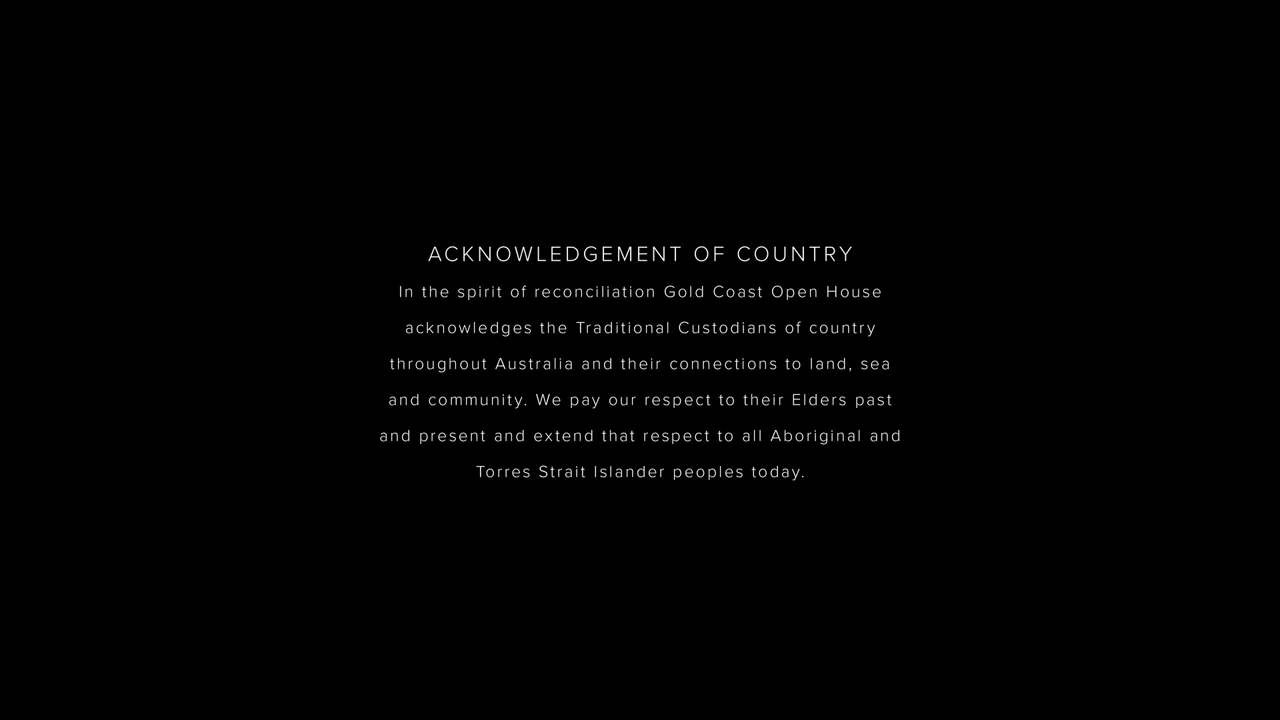 ACKNOWLEDGEMENT OF COUNTRY
In the spirit of reconciliation Gold Coast Open House
acknowledges the Traditional Custodians of country
throughout Australia and their connections to land, sea
and community. We pay our respect to their Elders past
and present and extend that respect to all Aboriginal and
Torres Strait Islander peoples today.